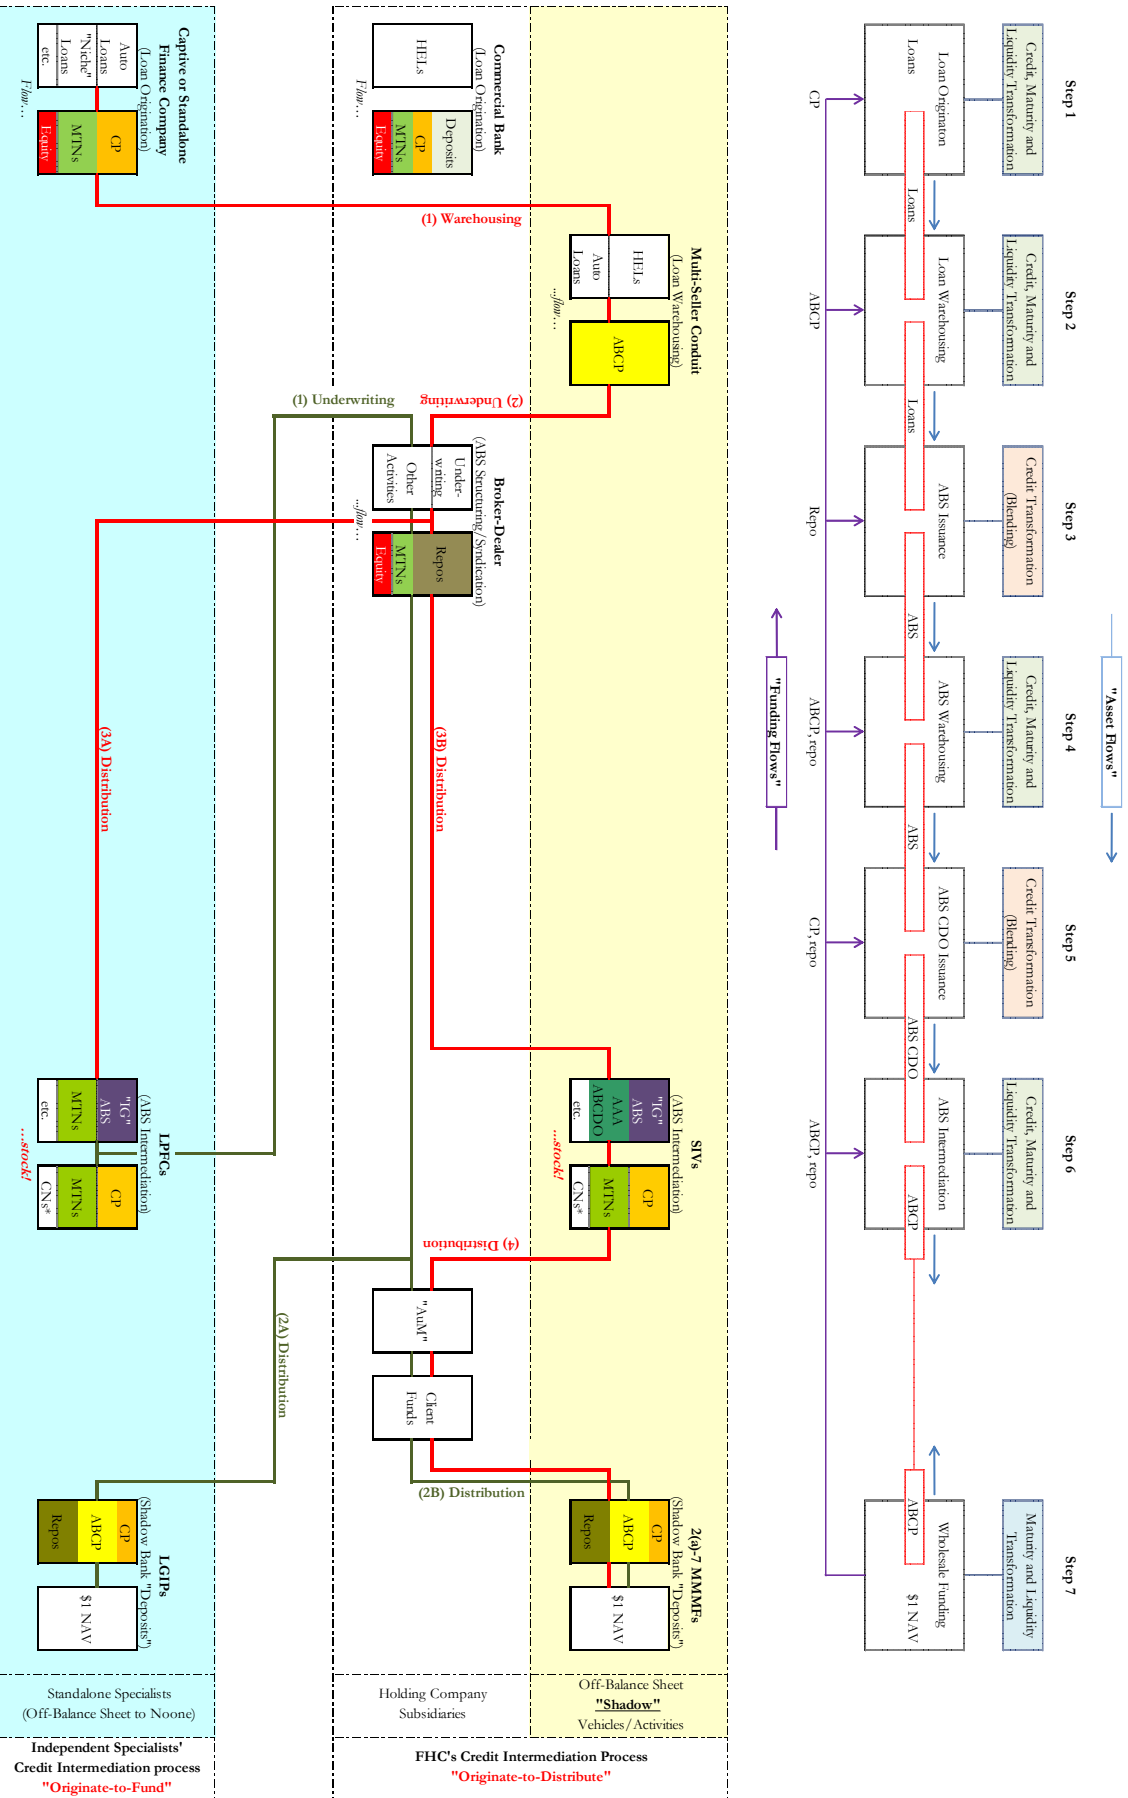 Step 1
Step 2
Step 3
Step 4
Step 5
Step 6
Step 7
"Asset Flows"
Credit, Maturity and
Liquidity Transformation
Credit, Maturity and
Liquidity Transformation
Credit Transformation
(Blending)
Credit, Maturity and
Liquidity Transformation
Credit Transformation
(Blending)
Credit, Maturity and
Liquidity Transformation
Maturity and Liquidity
Transformation
Loan Originaton
Loans
Loans
Loan Warehousing
Loans
ABS Issuance
ABS
ABS Warehousing
ABS
ABS CDO Issuance
ABS CDO
ABS Intermediation
ABCP
Wholesale Funding
ABCP
$1 NAV
CP
ABCP
Repo
ABCP, repo
CP, repo
ABCP, repo
"Funding Flows"
Multi-Seller Conduit
(Loan Warehousing)
HELs
Auto
Loans
ABCP
...flow…
SIVs
(ABS Intermediation)
"IG"
ABS
AAA
ABCDO
etc.
CP
MTNs
CNs*
...stock!
2(a)-7 MMMFs
(Shadow Bank "Deposits")
CP
ABCP
Repos
$1 NAV
Off-Balance Sheet
"Shadow"
Vehicles/Activities
(1) Warehousing
(2) Underwriting
(4) Distribution
(2B) Distribution
Commercial Bank
(Loan Origination)
HELs
Deposits
CP
MTNs
Flow…
Equity
Broker-Dealer
(ABS Structuring/Syndication)
Under-
writing
Other
Activities
Repos
MTNs
Equity
...flow…
(3B) Distribution
"AuM"
Client
Funds
Holding Company
Subsidiaries
(1) Underwriting
(2A) Distribution
Captive or Standalone
Finance Company
(Loan Origination)
Auto
Loans
"Niche"
Loans
etc.
CP
MTNs
Equity
Flow…
(3A) Distribution
LPFCs
(ABS Intermediation)
"IG"
ABS
MTNs
etc.
CP
MTNs
CNs*
…stock!
LGIPs
(Shadow Bank "Deposits")
CP
ABCP
Repos
$1 NAV
Standalone Specialists
(Off-Balance Sheet to Noone)
FHC's Credit Intermediation Process
"Originate-to-Distribute"
Independent Specialists'
Credit Intermediation process
"Originate-to-Fund"